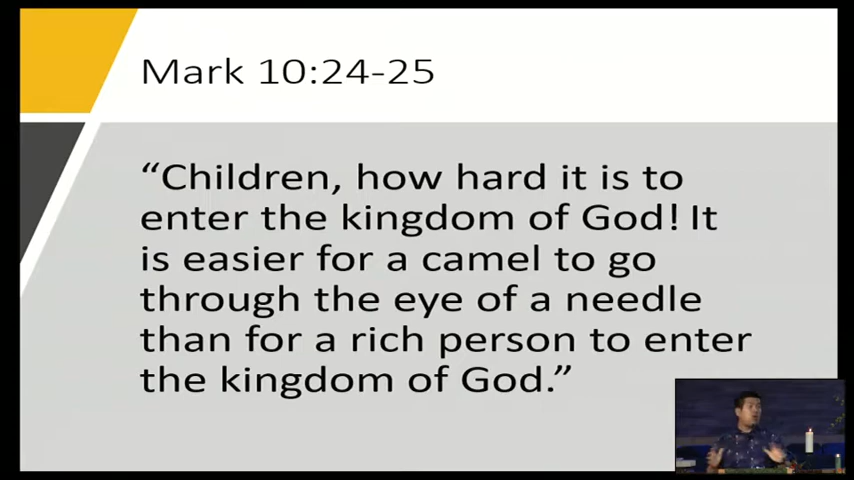 Mark 10:24-25
“Children, how hard it is to
enter the kingdom of God! It
is easier for a camel to go
through the eye of a needle
than for a rich person to enter
the kingdom of God.”